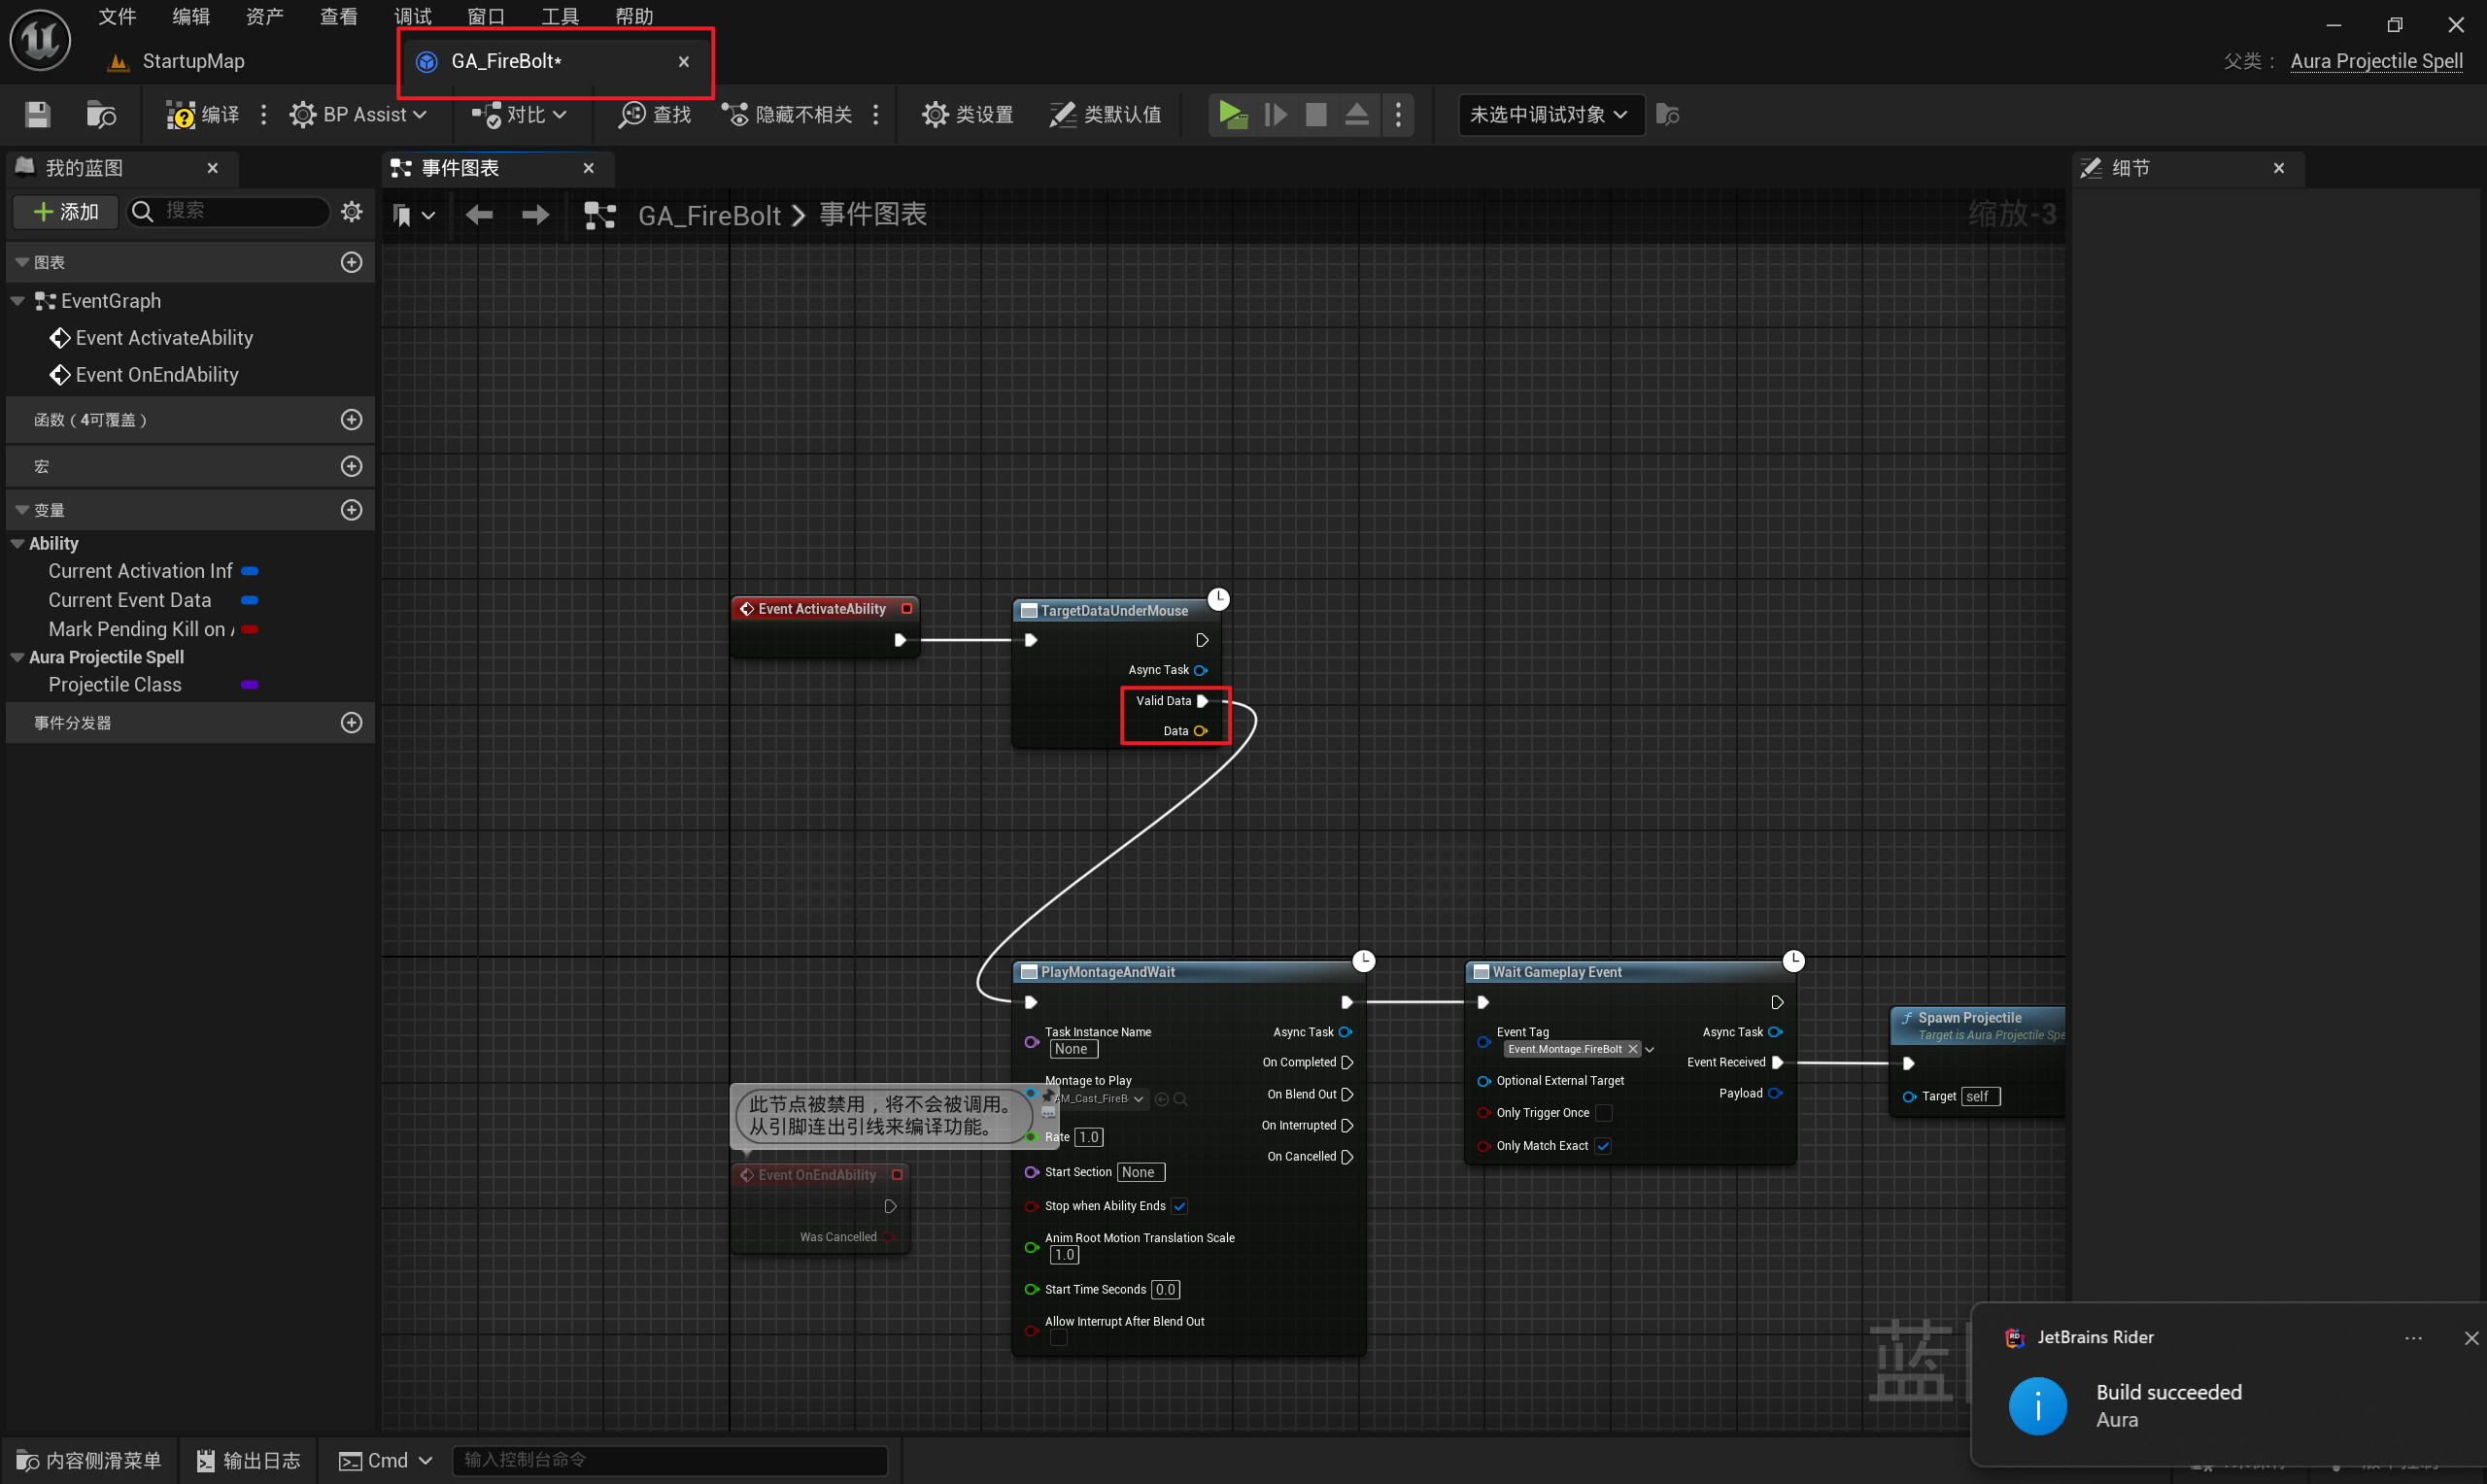 文件 编辑 资产 查看 调试 窗口 工具 帮助
StartupMap
GA_FireBolt*
父类： Aura Projectile Spell
编译 BP Assist 对比 查找 隐藏不相关 类设置 类默认值 未选中调试对象
我的蓝图
事件图表
细节
添加 搜索
GA_FireBolt 事件图表
缩放-3
图表
EventGraph
Event ActivateAbility
Event OnEndAbility
函数（4可覆盖）
宏
变量
Ability
Current Activation Inf
Current Event Data
Mark Pending Kill on
Aura Projectile Spell
Projectile Class
事件分发器
Event ActivateAbility
TargetDataUnderMouse
Async Task
Valid Data
Data
PlayMontageAndWait
Task Instance Name
None
Montage to Play
AM_Cast_FireB
Rate 1.0
Start Section None
Stop when Ability Ends
Anim Root Motion Translation Scale
1.0
Start Time Seconds 0.0
Allow Interrupt After Blend Out
Async Task
On Completed
On Blend Out
On Interrupted
On Cancelled
此节点被禁用，将不会被调用。
从引脚连出引线来编译功能。
Event OnEndAbility
Was Cancelled
Wait Gameplay Event
Event Tag
Event.Montage.FireBolt
Optional External Target
Only Trigger Once
Only Match Exact
Async Task
Event Received
Payload
Spawn Projectile
Target is Aura Projectile Spe
Target self
蓝
JetBrains Rider
Build succeeded
Aura
内容侧滑菜单 输出日志 Cmd 输入控制台命令